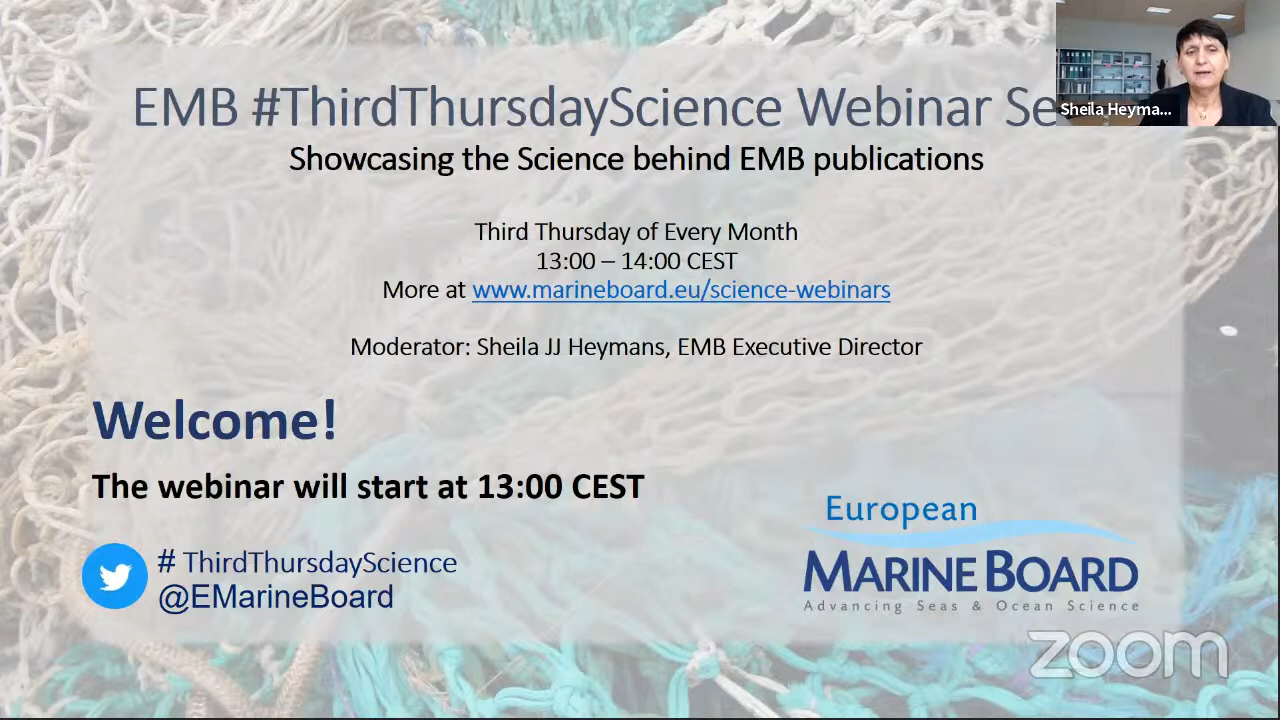 EMB #ThirdThursdayScience Webinar Se
Sheila Heyma...
Showcasing the Science behind EMB publications
Third Thursday of Every Month
13:00 – 14:00 CEST
More at www.marineboard.eu/science-webinars
Moderator: Sheila JJ Heymans, EMB Executive Director
Welcome!
The webinar will start at 13:00 CEST
# ThirdThursdayScience
@EMarineBoard
European
MARINE BOARD
Advancing Seas & Ocean Science
zoom